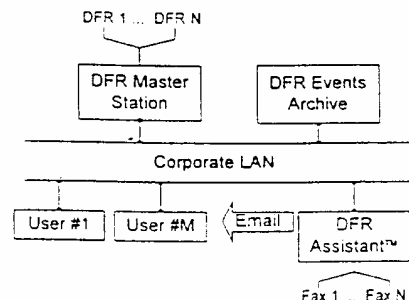 DFR 1 ... DFR N
DFR Master
Station
DFR Events
Archive
Corporate LAN
User #1
User #M
Email
DFR
Assistant™
Fax 1 ... Fax N